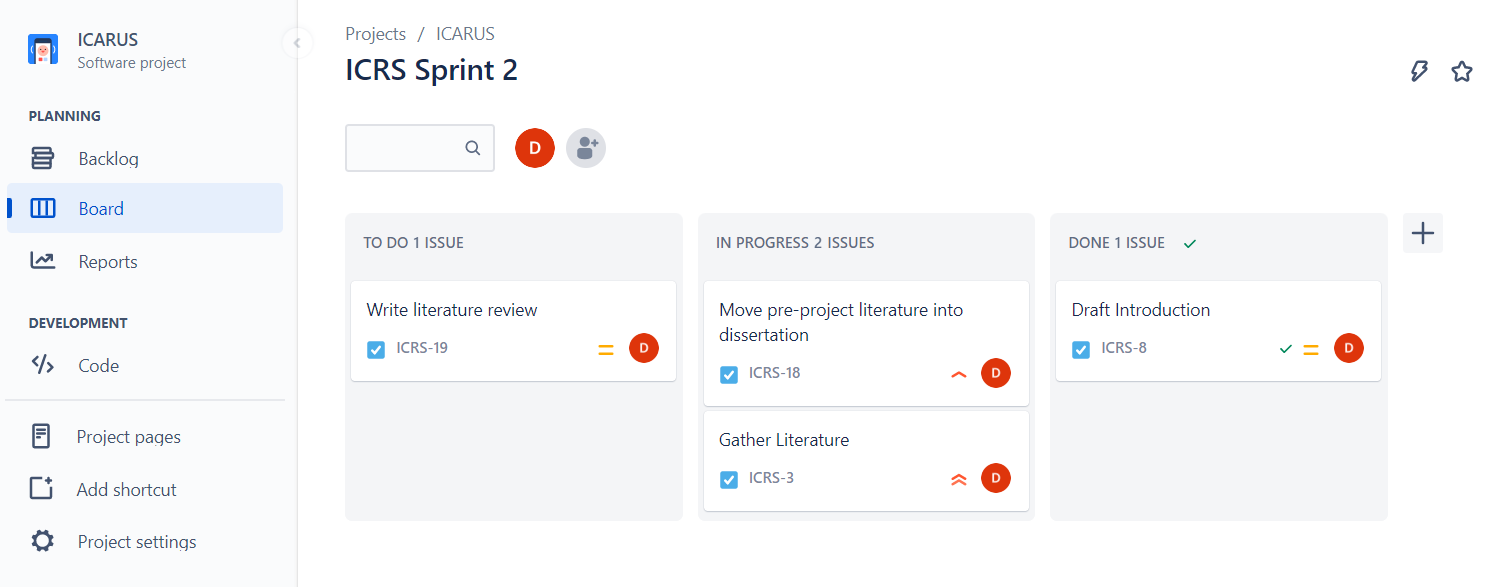 ICARUS
Software project
PLANNING
Backlog
Board
Reports
DEVELOPMENT
Code
Project pages
Add shortcut
Project settings
Projects / ICARUS
ICRS Sprint 2
D
TO DO 1 ISSUE
Write literature review
ICRS-19
D
IN PROGRESS 2 ISSUES
Move pre-project literature into
dissertation
ICRS-18
D
Gather Literature
ICRS-3
D
DONE 1 ISSUE
Draft Introduction
ICRS-8
D